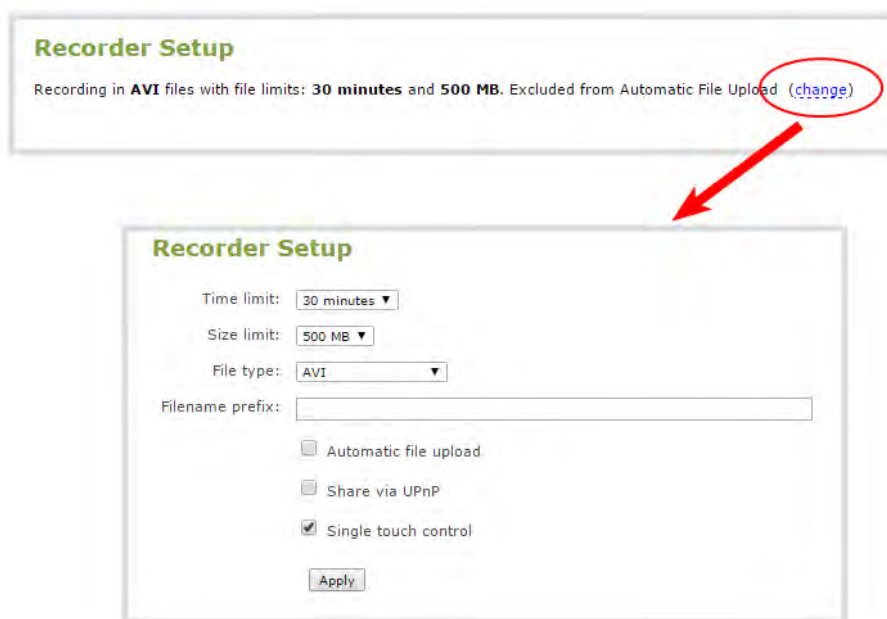 Recorder Setup
Recording in AVI files with file limits: 30 minutes and 500 MB. Excluded from Automatic File Upload (change)
Recorder Setup
Time limit: 30 minutes ▼
Size limit: 500 MB ▼
File type: AVI ▼
Filename prefix:
Automatic file upload
Share via UPnP
Single touch control
Apply